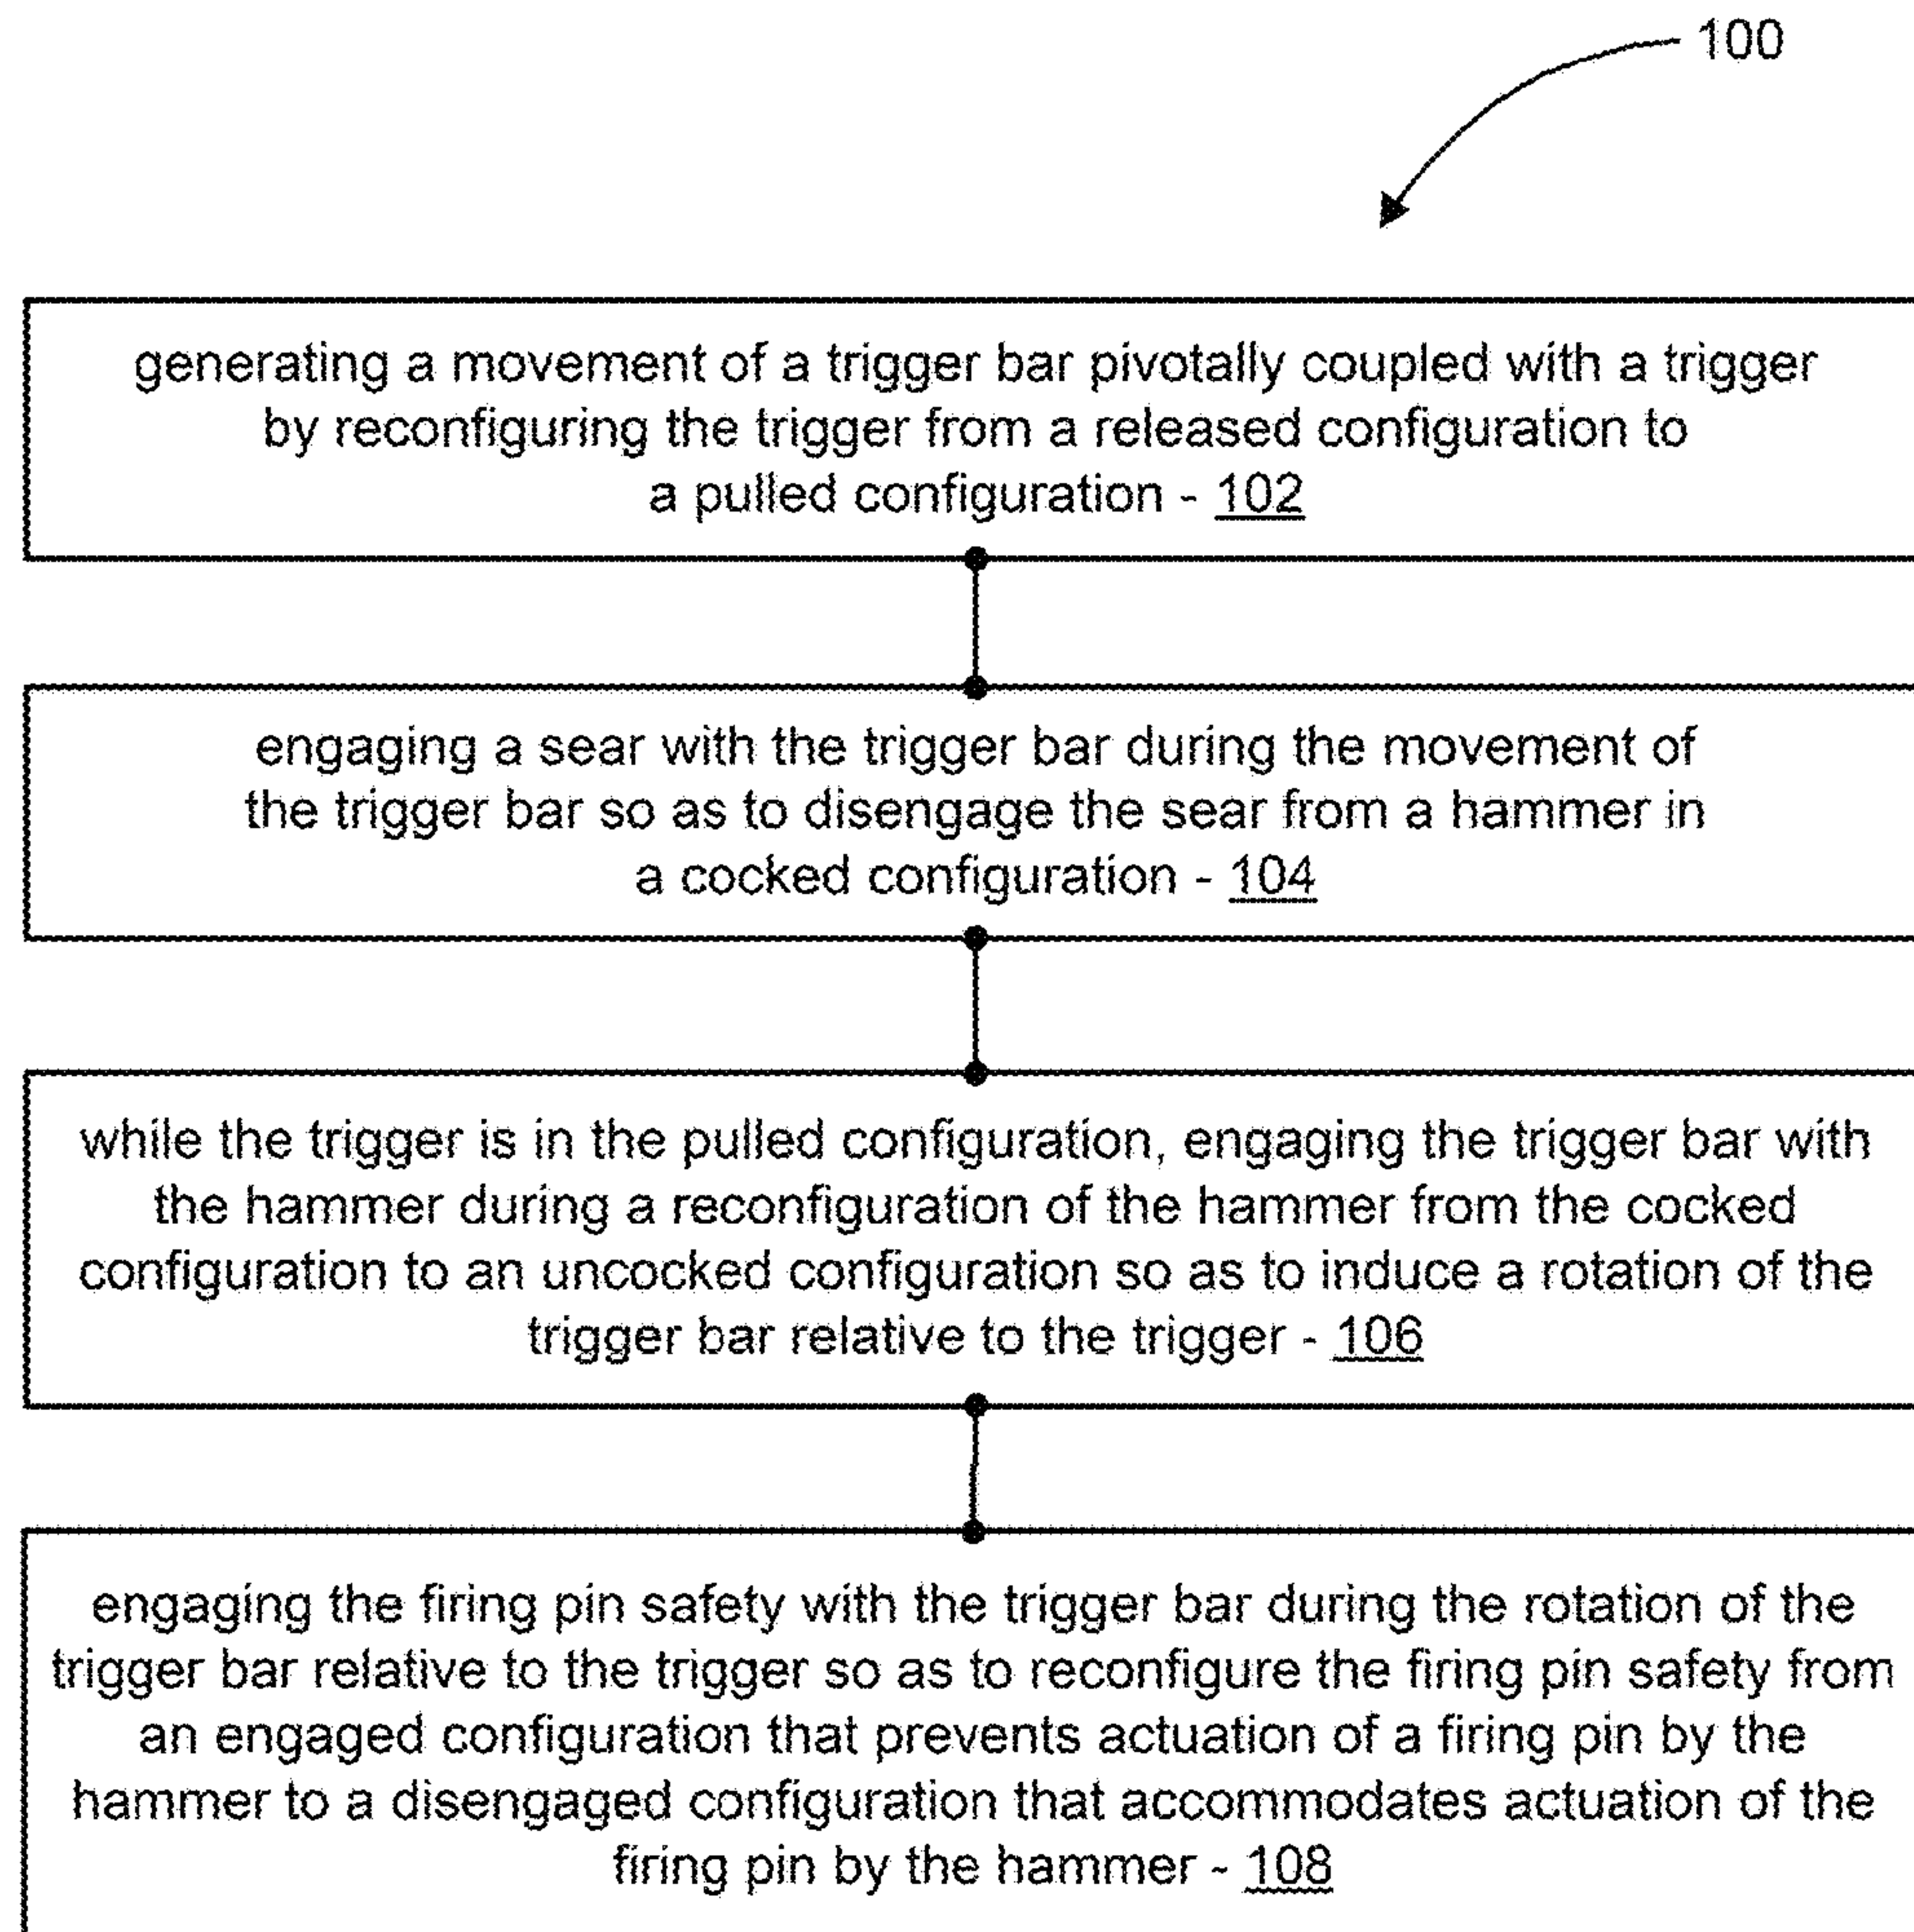 100
generating a movement of a trigger bar pivotally coupled with a trigger
by reconfiguring the trigger from a released configuration to
a pulled configuration - 102
engaging a sear with the trigger bar during the movement of
the trigger bar so as to disengage the sear from a hammer in
a cocked configuration - 104
while the trigger is in the pulled configuration, engaging the trigger bar with
the hammer during a reconfiguration of the hammer from the cocked
configuration to an uncocked configuration so as to induce a rotation of the
trigger bar relative to the trigger - 106
engaging the firing pin safety with the trigger bar during the rotation of the
trigger bar relative to the trigger so as to reconfigure the firing pin safety from
an engaged configuration that prevents actuation of a firing pin by the
hammer to a disengaged configuration that accommodates actuation of the
firing pin by the hammer - 108